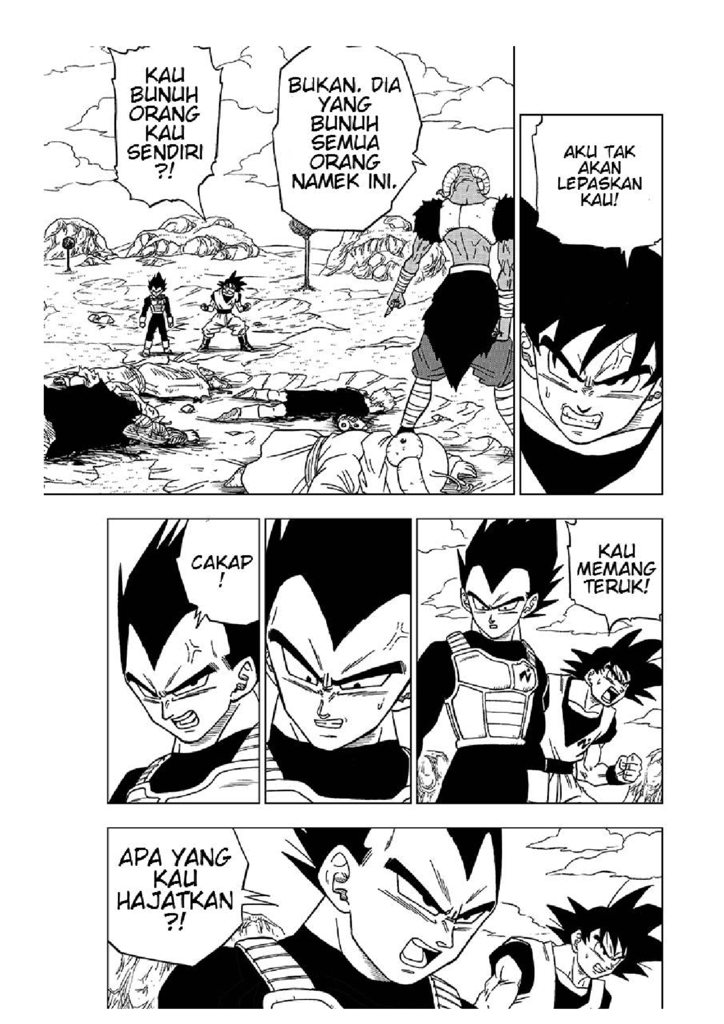 AKU TAK
AKAN
LEPASKAN
KAU!
BUKAN. DIA
YANG
BUNUH
SEMUA
ORANG
NAMEK INI.
KAU
BUNUH
ORANG
KAU
SENDIRI
?!
KAU
MEMANG
TERUK!
CAKAP
!
APA YANG
KAU
HAJATKAN
?!